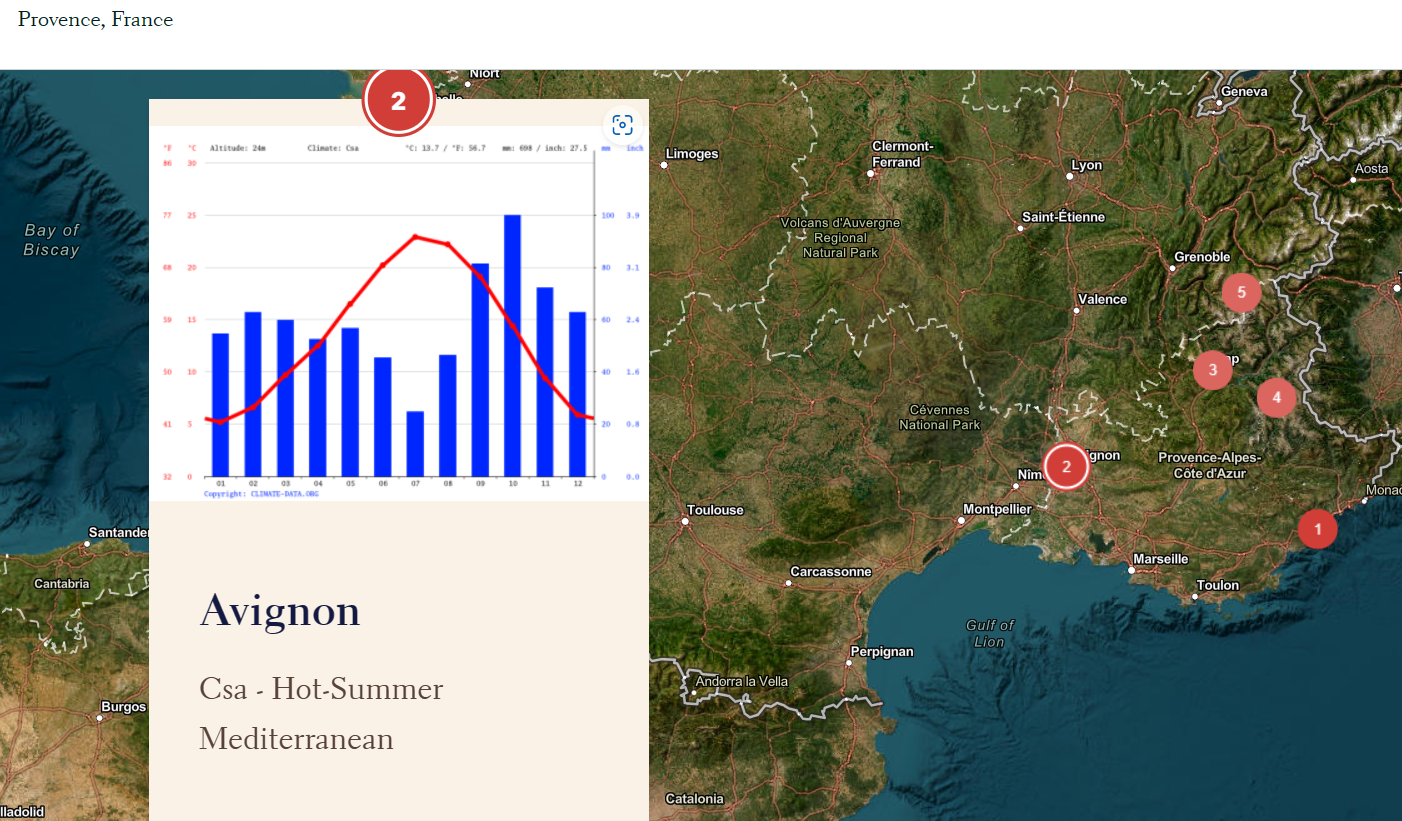 Provence, France
2
°F °C Altitude: 24m Climate: Csa °C: 13.7 / °F: 56.7 mm: 698 / inch: 27.5 mm inch
86 30
77 25 100 3.9
68 20 80 3.1
59 15 60 2.4
50 10 40 1.6
41 5 20 0.8
32 0 0 0.0
01 02 03 04 05 06 07 08 09 10 11 12
Copyright: CLIMATE-DATA.ORG
Avignon
Csa - Hot-Summer
Mediterranean
Bay of
Biscay
Santander
Cantabria
Burgos
lladolid
Niort
elle
Limoges
Clermont-
Ferrand
Volcans d'Auvergne
Regional
Natural Park
Lyon
Saint-Étienne
Geneva
Aosta
Grenoble
Valence
5
3
ap
4
Cévennes
National Park
2
ignon
Nîm
Provence-Alpes-
Côte d'Azur
Monac
1
Toulouse
Montpellier
Marseille
Toulon
Carcassonne
Gulf of
Lion
Perpignan
Andorra la Vella
Catalonia